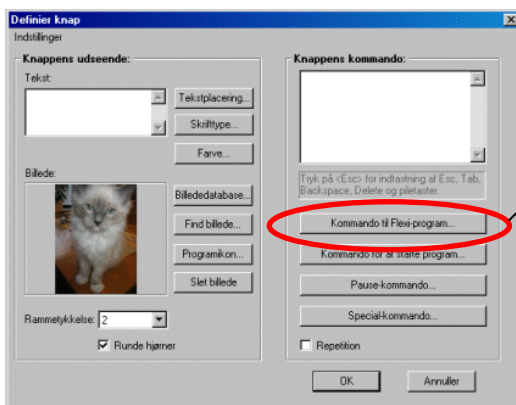 Definier knap
Indstillinger
Knappens udseende:
Tekst:
Tekstplacering...
Skrifttype...
Farve...
Billede:
Billededatabase...
Find billede...
Programikon...
Slet billede
Rammetykkelse: 2
Runde hjørner
Knappens kommando:
Tryk på <Esc> for indtastning af Esc, Tab,
Backspace, Delete og piletaster.
Kommando til Flexi-program...
Kommando for at starte program...
Pause-kommando...
Special-kommando...
Repetition
OK
Annuller